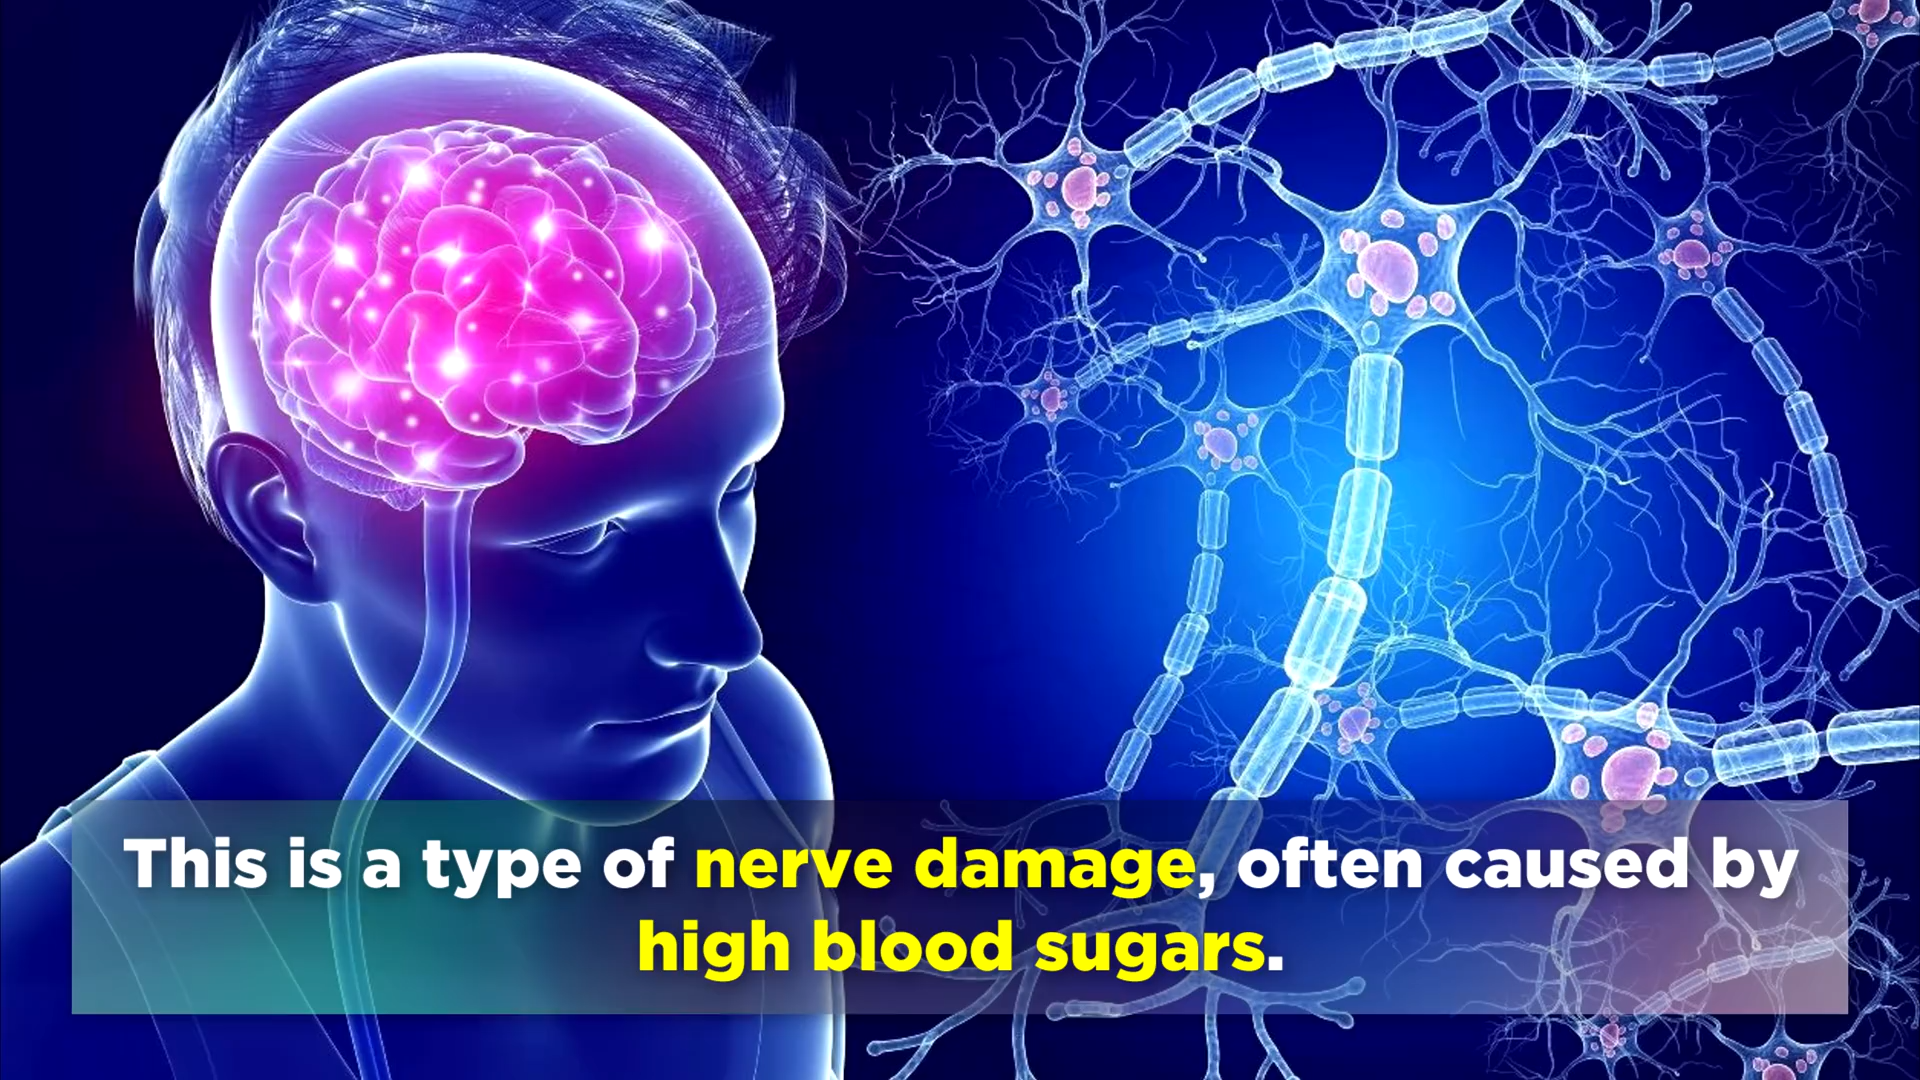 This is a type of nerve damage, often caused by
high blood sugars.